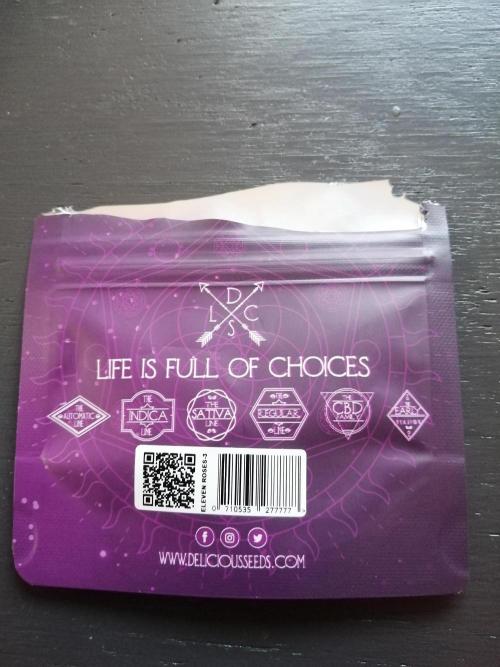 D
L C
S
LIFE IS FULL OF CHOICES
THE AUTOMATIC LINE
THE INDICA LINE
THE SATIVA LINE
THE REGULAR LINE
THE CBD FAMILY
EARLY
ELEVEN ROSES-3
0 710535 277777 >
WWW.DELICIOUSSEEDS.COM